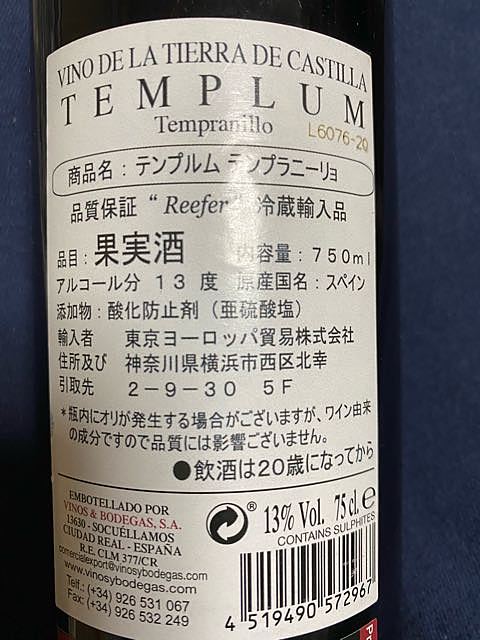 VINO DE LA TIERRA DE CASTILLA
TEMPLUM
Tempranillo
L6076-20
商品名：テンプルム テンプラニーリョ
品質保証 “ Reefer ” 冷蔵輸入品
品目：果実酒 内容量：750ml
アルコール分 13 度 原産国名：スペイン
添加物：酸化防止剤（亜硫酸塩）
輸入者 東京ヨーロッパ貿易株式会社
住所及び 神奈川県横浜市西区北幸
引取先 2－9－30 5F
＊瓶内にオリが発生する場合がございますが、ワイン由来
の成分ですので品質には影響ございません。
●飲酒は20歳になってから
EMBOTELLADO POR
VINOS & BODEGAS, S.A.
13630 - SOCUÉLLAMOS
CIUDAD REAL - ESPAÑA
R.E. CLM 377/CR
comercialexport@vinosybodegas.com
www.vinosybodegas.com
Telf: (+34) 926 531 067
Fax: (+34) 926 532 249
®
13% Vol. 75 cl. e
CONTAINS SULPHITES
4 519490 572967